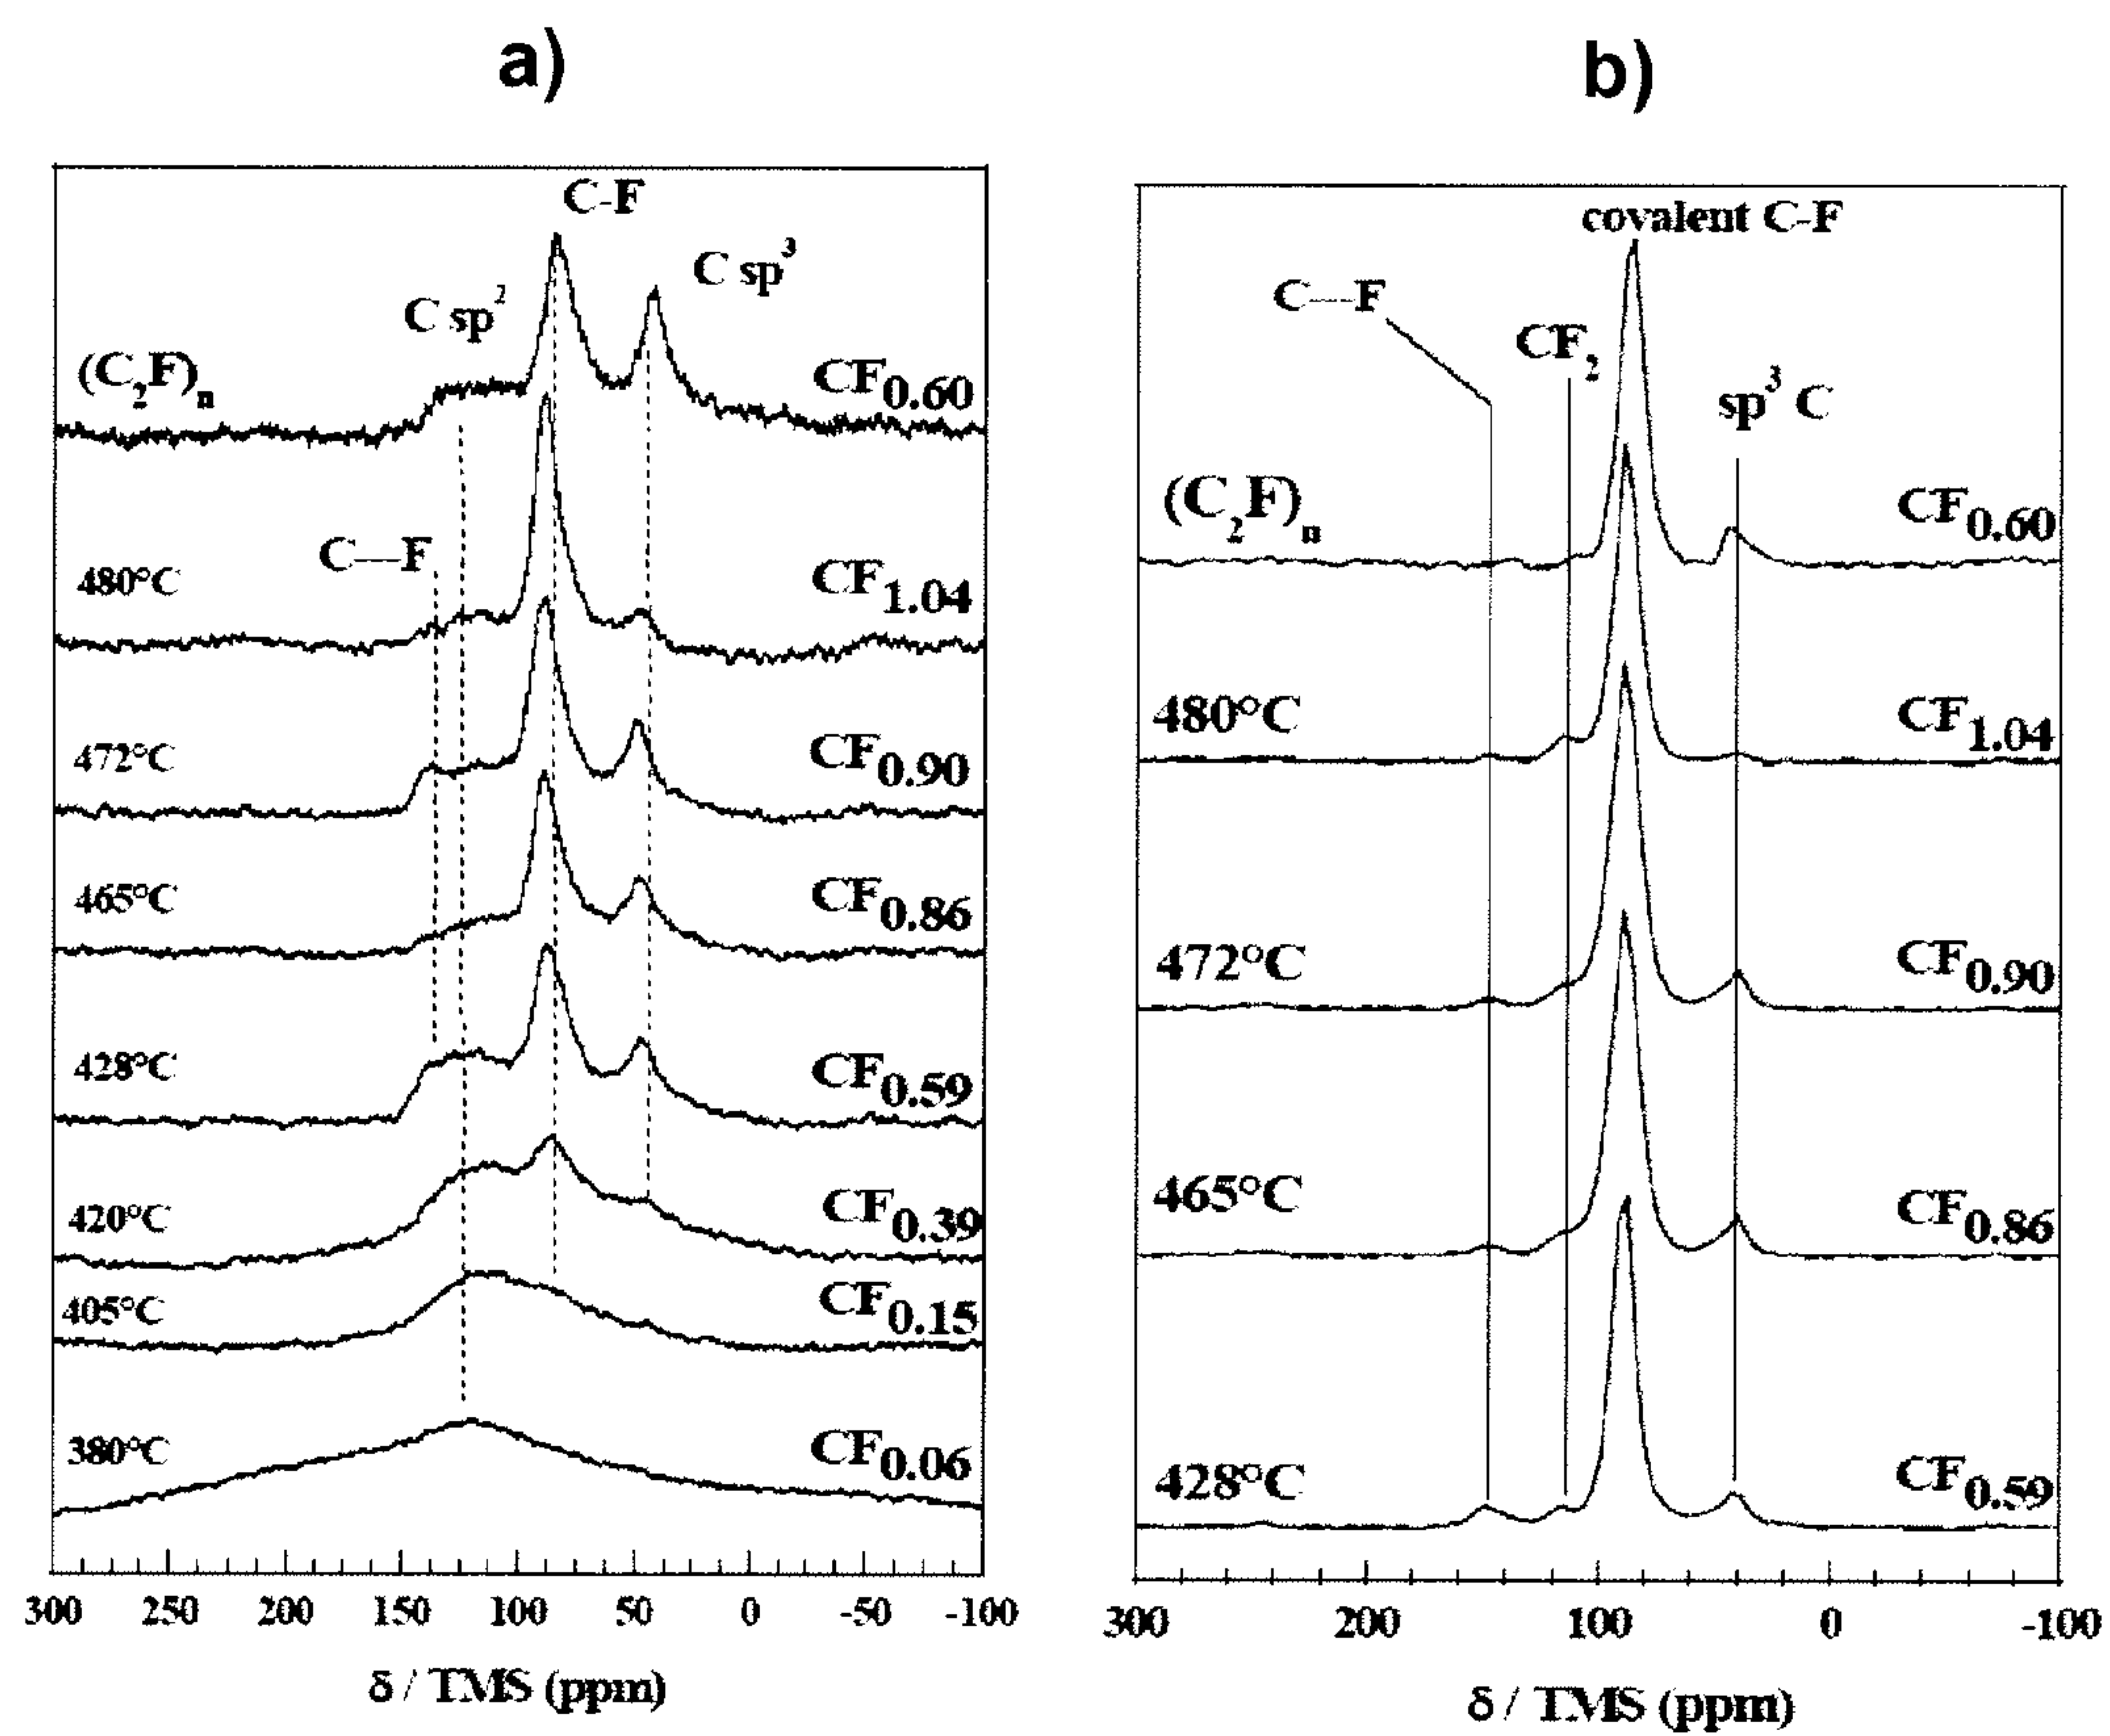 a)
C-F
C sp³
C sp²
(C₂F)ₙ
CF₀.₆₀
C---F
480°C
CF₁.₀₄
472°C
CF₀.₉₀
465°C
CF₀.₈₆
428°C
CF₀.₅₉
420°C
CF₀.₃₉
405°C
CF₀.₁₅
380°C
CF₀.₀₆
300 250 200 150 100 50 0 -50 -100
δ / TMS (ppm)
b)
covalent C-F
C---F
CF₂
sp³ C
(C₂F)ₙ
CF₀.₆₀
480°C
CF₁.₀₄
472°C
CF₀.₉₀
465°C
CF₀.₈₆
428°C
CF₀.₅₉
300 200 100 0 -100
δ / TMS (ppm)